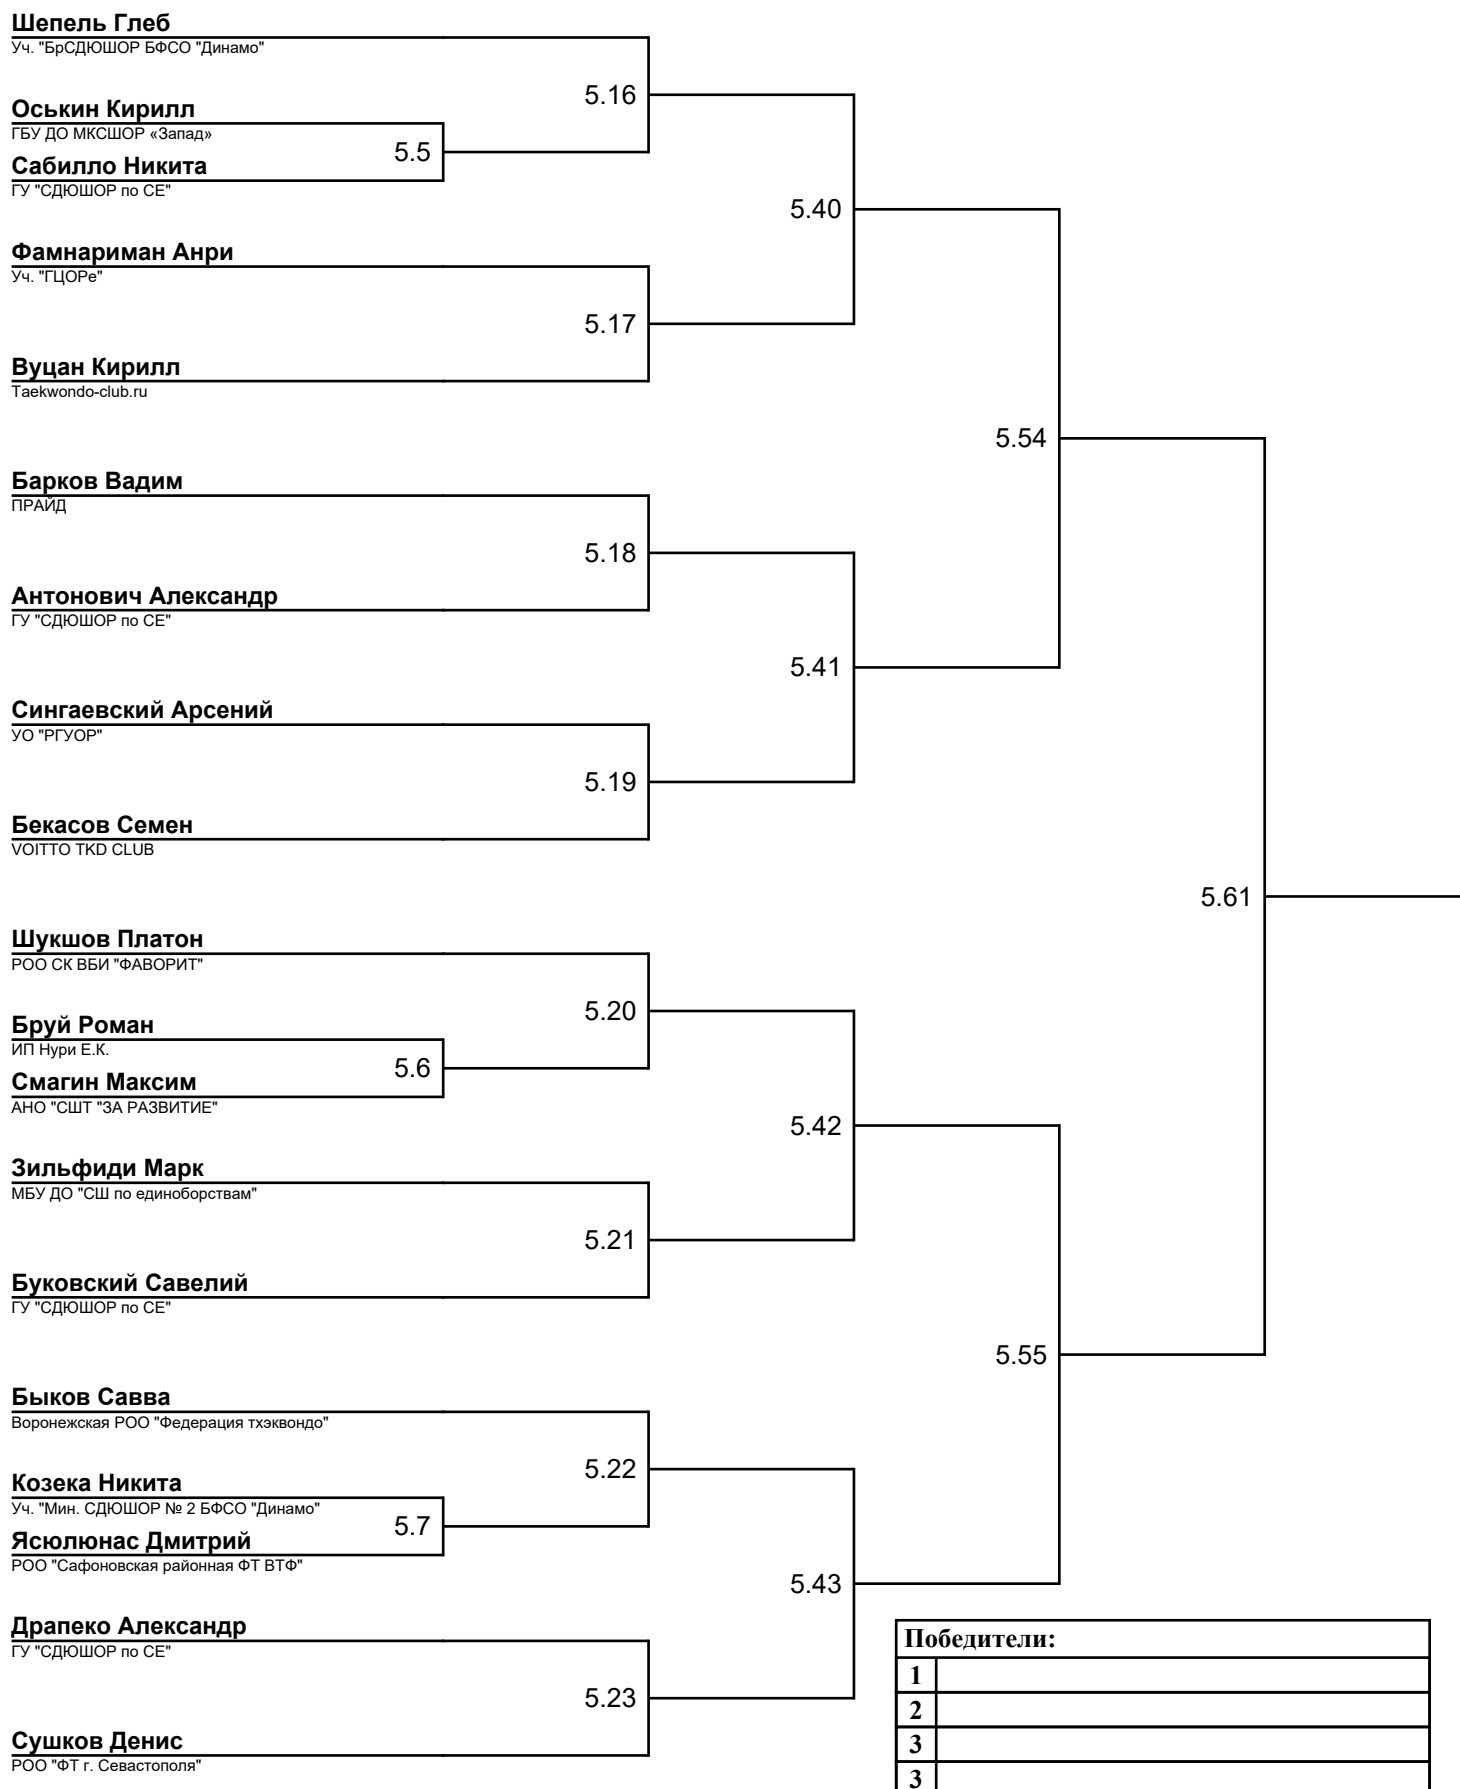 Шепель Глеб
Уч. "БрСДЮШОР БФСО "Динамо"
5.16
Оськин Кирилл
ГБУ ДО МКСШОР «Запад»
5.5
Сабилло Никита
ГУ "СДЮШОР по СЕ"
5.40
Фамнариман Анри
Уч. "ГЦОРе"
5.17
Вуцан Кирилл
Taekwondo-club.ru
5.54
Барков Вадим
ПРАЙД
5.18
Антонович Александр
ГУ "СДЮШОР по СЕ"
5.41
Сингаевский Арсений
УО "РГУОР"
5.19
Бекасов Семен
VOITTO TKD CLUB
5.61
Шукшов Платон
РОО СК ВБИ "ФАВОРИТ"
5.20
Бруй Роман
ИП Нури Е.К.
5.6
Смагин Максим
АНО "СШТ "ЗА РАЗВИТИЕ"
5.42
Зильфиди Марк
МБУ ДО "СШ по единоборствам"
5.21
Буковский Савелий
ГУ "СДЮШОР по СЕ"
5.55
Быков Савва
Воронежская РОО "Федерация тхэквондо"
5.22
Козека Никита
Уч. "Мин. СДЮШОР № 2 БФСО "Динамо"
5.7
Ясюлюнас Дмитрий
РОО "Сафоновская районная ФТ ВТФ"
5.43
Драпеко Александр
ГУ "СДЮШОР по СЕ"
5.23
Сушков Денис
РОО "ФТ г. Севастополя"
Победители:
1
2
3
3